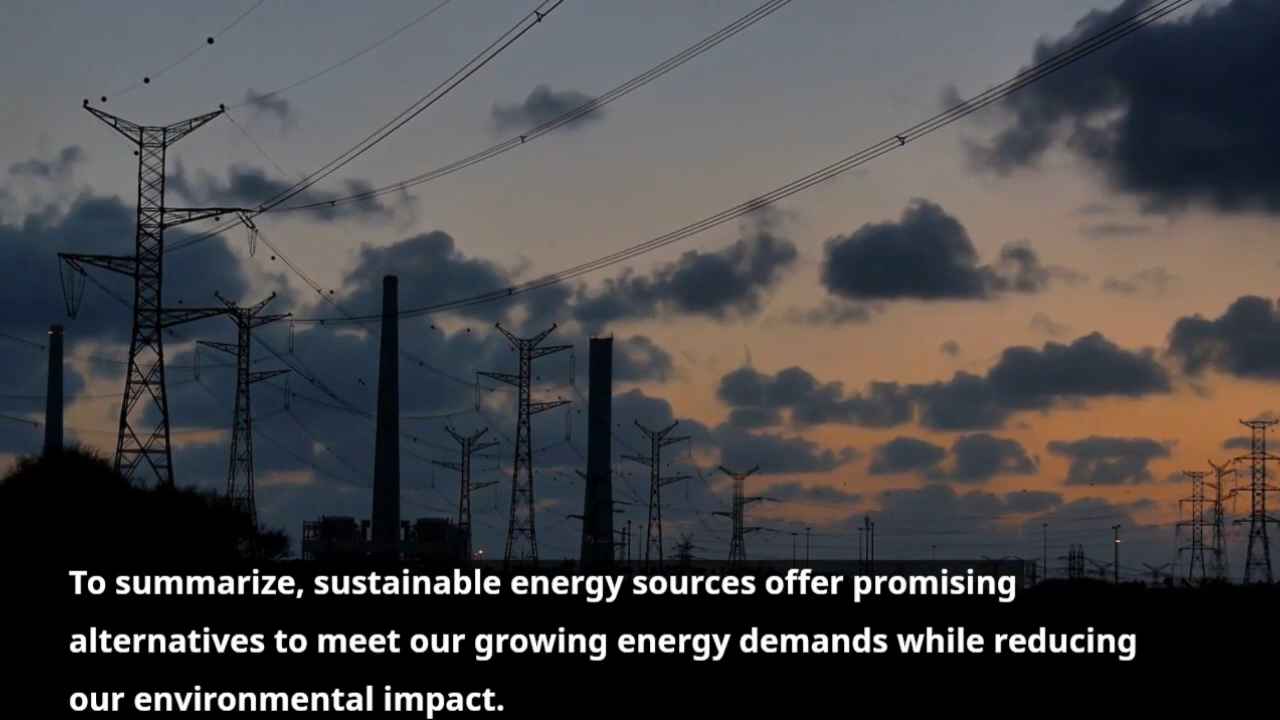 To summarize, sustainable energy sources offer promising
alternatives to meet our growing energy demands while reducing
our environmental impact.